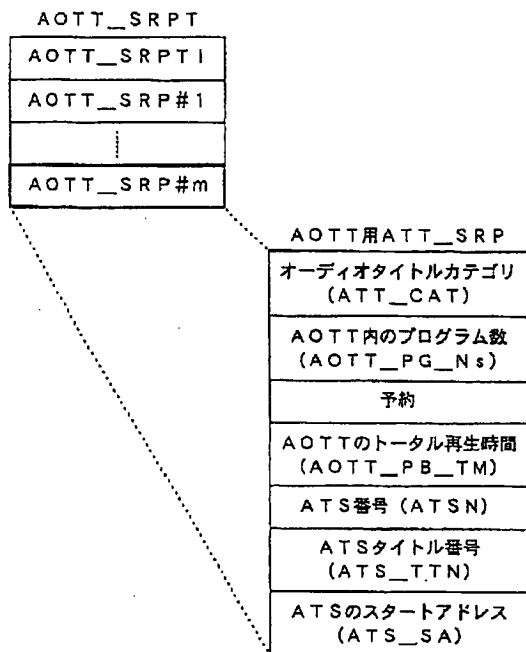 AOTT_SRPT
AOTT_SRPTI
AOTT_SRP#1
AOTT_SRP#m
AOTT用ATT_SRP
オーディオタイトルカテゴリ
(ATT_CAT)
AOTT内のプログラム数
(AOTT_PG_Ns)
予約
AOTTのトータル再生時間
(AOTT_PB_TM)
ATS番号(ATSN)
ATSタイトル番号
(ATS_TTN)
ATSのスタートアドレス
(ATS_SA)